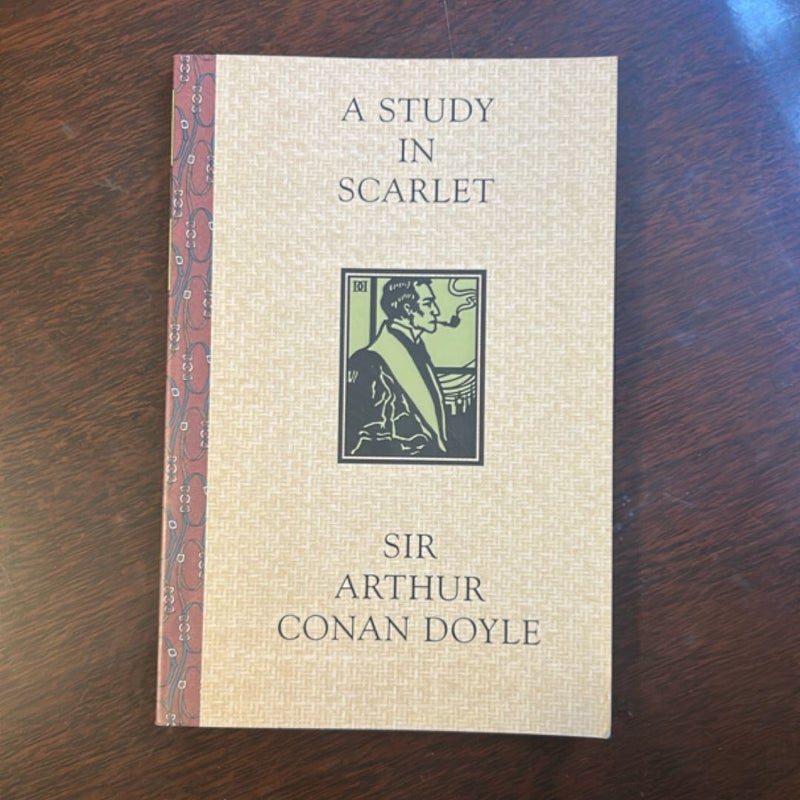 A STUDY
IN
SCARLET
SIR
ARTHUR
CONAN DOYLE